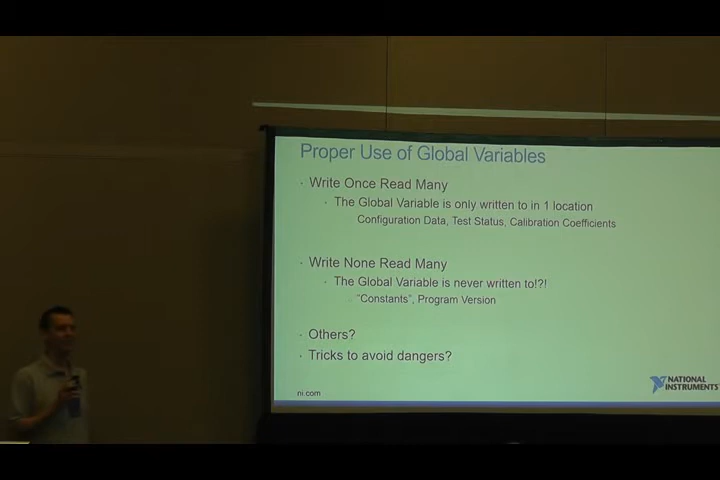 Proper Use of Global Variables
· Write Once Read Many
· The Global Variable is only written to in 1 location
Configuration Data, Test Status, Calibration Coefficients
· Write None Read Many
· The Global Variable is never written to!?!
"Constants", Program Version
· Others?
· Tricks to avoid dangers?
ni.com
NATIONAL
INSTRUMENTS